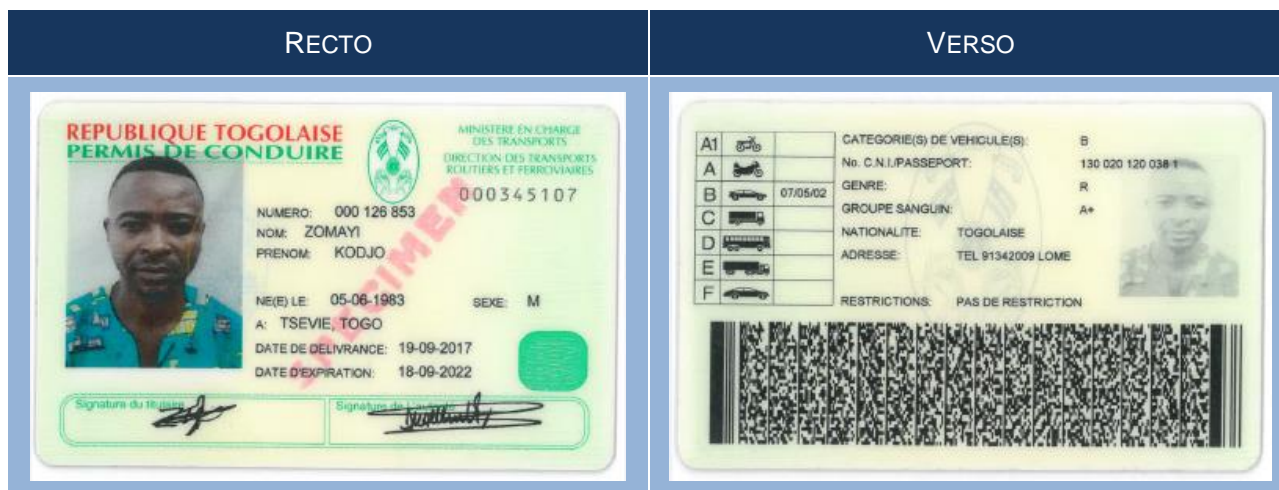 RECTO
VERSO
REPUBLIQUE TOGOLAISE
PERMIS DE CONDUIRE
MINISTERE EN CHARGE
DES TRANSPORTS
DIRECTION DES TRANSPORTS
ROUTIERS ET FERROVIAIRES
000345107
NUMERO: 000 126 853
NOM: ZOMAYI
PRENOM: KODJO
NE(E) LE: 05-06-1983 SEXE: M
A: TSEVIE, TOGO
DATE DE DELIVRANCE: 19-09-2017
DATE D'EXPIRATION: 18-09-2022
SPECIMEN
Signature du titulaire
Signature de L'autorité
A1
A
B 07/05/02
C
D
E
F
CATEGORIE(S) DE VEHICULE(S): B
No. C.N.I./PASSEPORT: 130 020 120 038 1
GENRE: R
GROUPE SANGUIN: A+
NATIONALITE: TOGOLAISE
ADRESSE: TEL 91342009 LOME
RESTRICTIONS: PAS DE RESTRICTION